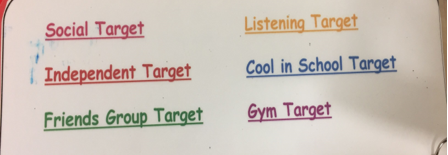 Social Target
Independent Target
Friends Group Target
Listening Target
Cool in School Target
Gym Target